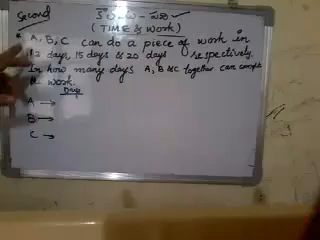 Second
(TIME & WORK)
* A, B, C can do a piece of work in
12 days, 15 days & 20 days respectively.
In how many days A, B & C together can complete
the work.
Days
A →
B →
C →